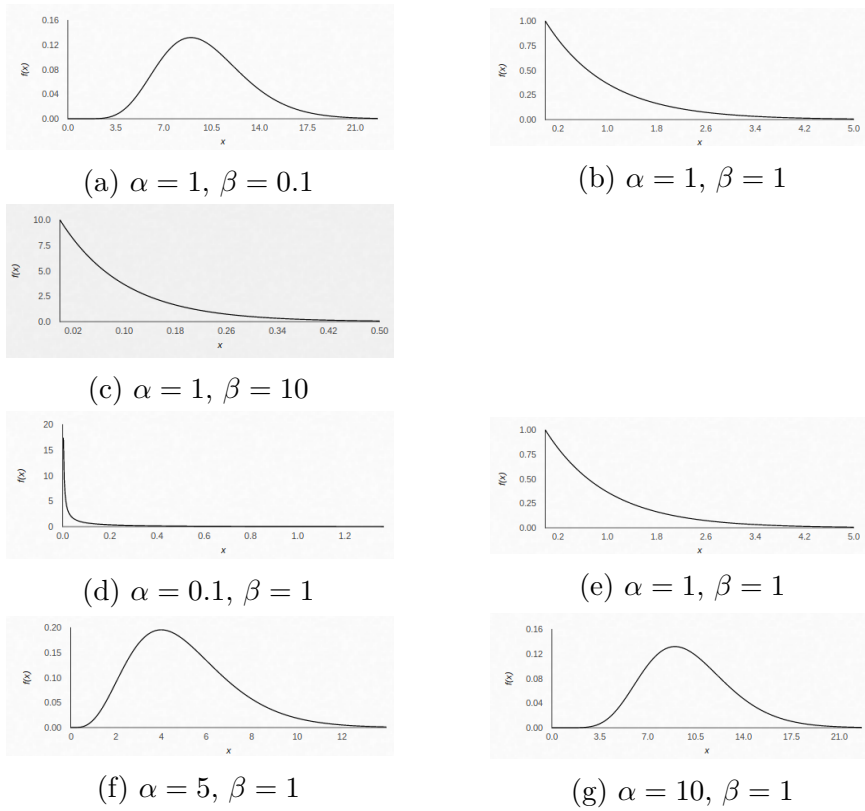 0.16
0.12
f(x)
0.08
0.04
0.00
0.0 3.5 7.0 10.5 14.0 17.5 21.0
x
(a) α = 1, β = 0.1
1.00
0.75
f(x)
0.50
0.25
0.00
0.2 1.0 1.8 2.6 3.4 4.2 5.0
x
(b) α = 1, β = 1
10.0
7.5
f(x)
5.0
2.5
0.0
0.02 0.10 0.18 0.26 0.34 0.42 0.50
x
(c) α = 1, β = 10
20
15
f(x)
10
5
0
0.0 0.2 0.4 0.6 0.8 1.0 1.2
x
(d) α = 0.1, β = 1
1.00
0.75
f(x)
0.50
0.25
0.00
0.2 1.0 1.8 2.6 3.4 4.2 5.0
x
(e) α = 1, β = 1
0.20
0.15
f(x)
0.10
0.05
0.00
0 2 4 6 8 10 12
x
(f) α = 5, β = 1
0.16
0.12
f(x)
0.08
0.04
0.00
0.0 3.5 7.0 10.5 14.0 17.5 21.0
x
(g) α = 10, β = 1